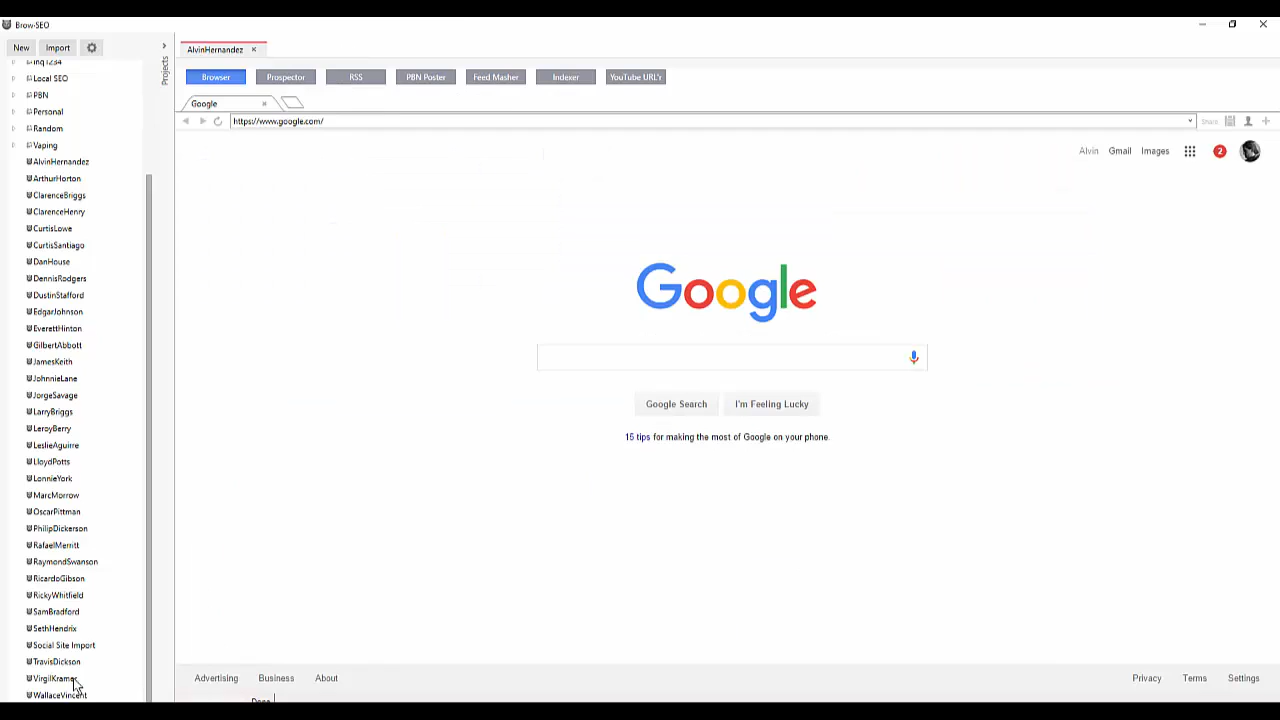 Brow-SEO
New Import
Projects
Inq1234
Local SEO
PBN
Personal
Random
Vaping
AlvinHernandez
ArthurHorton
ClarenceBriggs
ClarenceHenry
CurtisLowe
CurtisSantiago
DanHouse
DennisRodgers
DustinStafford
EdgarJohnson
EverettHinton
GilbertAbbott
JamesKeith
JohnnieLane
JorgeSavage
LarryBriggs
LeroyBerry
LeslieAguirre
LloydPotts
LonnieYork
MarcMorrow
OscarPittman
PhilipDickerson
RafaelMerritt
RaymondSwanson
RicardoGibson
RickyWhitfield
SamBradford
SethHendrix
Social Site Import
TravisDickson
VirgilKramer
WallaceVincent
AlvinHernandez
Browser Prospector RSS PBN Poster Feed Masher Indexer YouTube URL's
Google
https://www.google.com/ Share
Alvin Gmail Images 2
Google
Google Search I'm Feeling Lucky
15 tips for making the most of Google on your phone.
Advertising Business About Privacy Terms Settings
Done